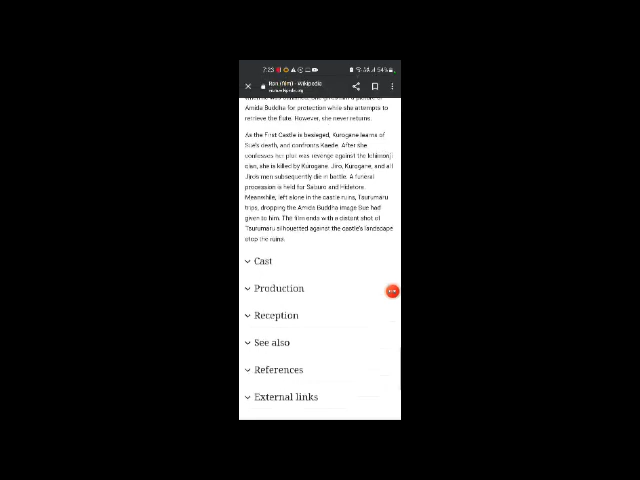 7:23
54%
Ran (film) - Wikipedia
Amida Buddha for protection while she attempts to
retrieve the flute. However, she never returns.
As the First Castle is besieged, Kurogane learns of
Sue's death, and confronts Kaede. After she
confesses her plot was revenge against the Ichimonji
clan, she is killed by Kurogane. Jiro, Kurogane, and all
Jiro's men subsequently die in battle. A funeral
procession is held for Saburo and Hidetora.
Meanwhile, left alone in the castle ruins, Tsurumaru
trips, dropping the Amida Buddha image Sue had
given to him. The film ends with a distant shot of
Tsurumaru silhouetted against the castle's landscape
atop the ruins.
Cast
Production
Reception
See also
References
External links